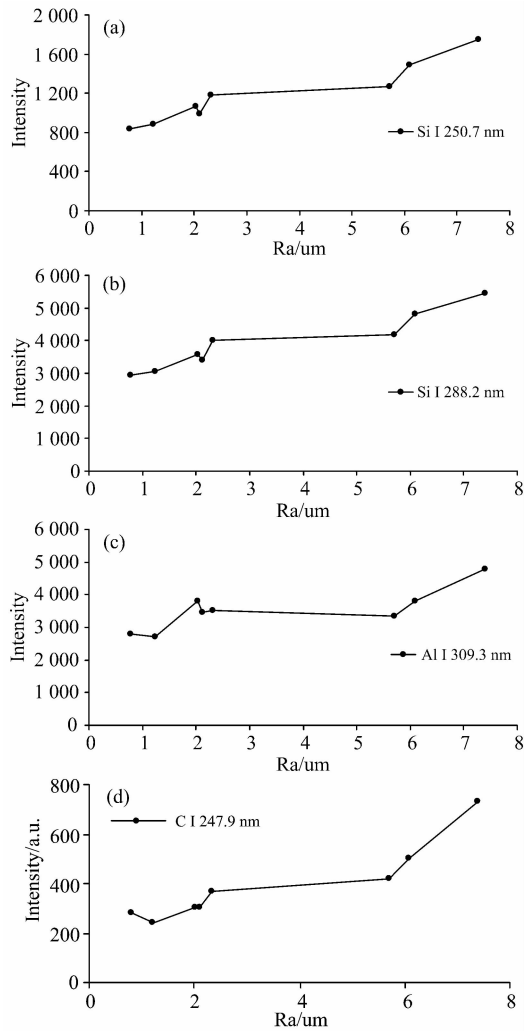 2 000
(a)
1 600
1 200
800
400
0
Intensity
Si I 250.7 nm
0 1 2 3 4 5 6 7 8
Ra/um
6 000
(b)
5 000
4 000
3 000
2 000
1 000
0
Intensity
Si I 288.2 nm
0 1 2 3 4 5 6 7 8
Ra/um
6 000
(c)
5 000
4 000
3 000
2 000
1 000
0
Intensity
Al I 309.3 nm
0 1 2 3 4 5 6 7 8
Ra/um
800
(d)
C I 247.9 nm
600
400
200
0
Intensity/a.u.
0 1 2 4 6 7 8
Ra/um